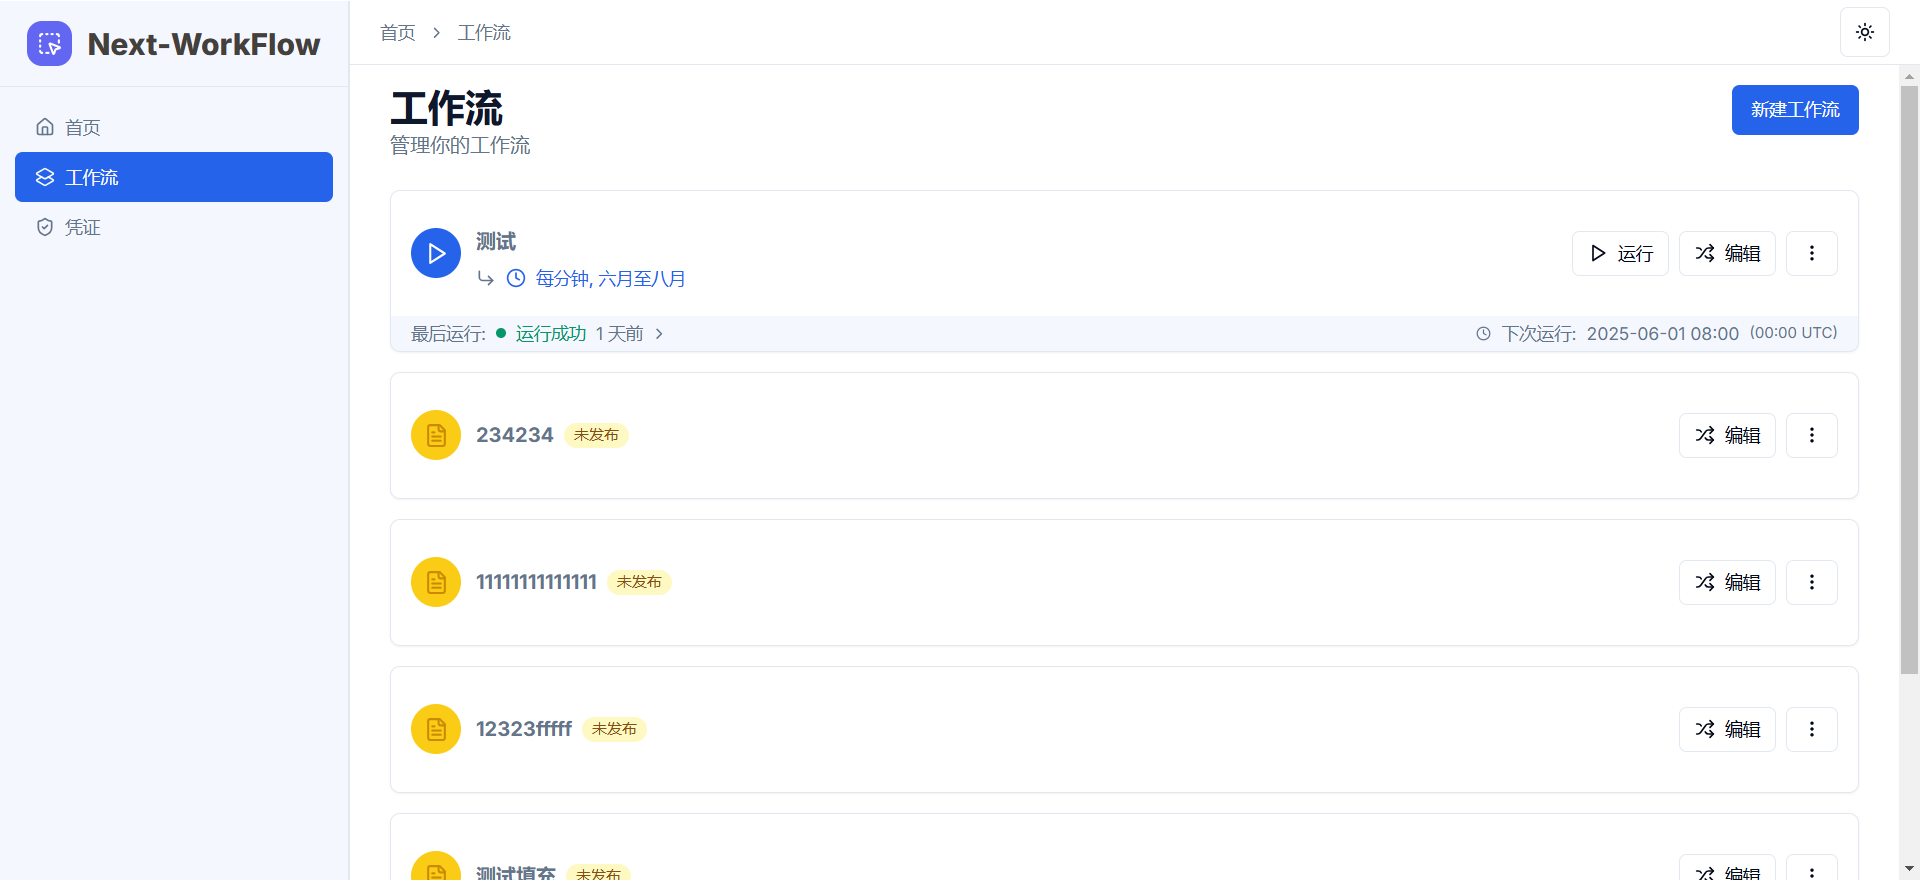 Next-WorkFlow
首页
工作流
凭证
首页 > 工作流
工作流
管理你的工作流
新建工作流
测试
每分钟, 六月至八月
运行
编辑
最后运行: 运行成功 1 天前
下次运行: 2025-06-01 08:00 (00:00 UTC)
234234 未发布
编辑
11111111111111 未发布
编辑
12323fffff 未发布
编辑
测试填充 未发布
编辑